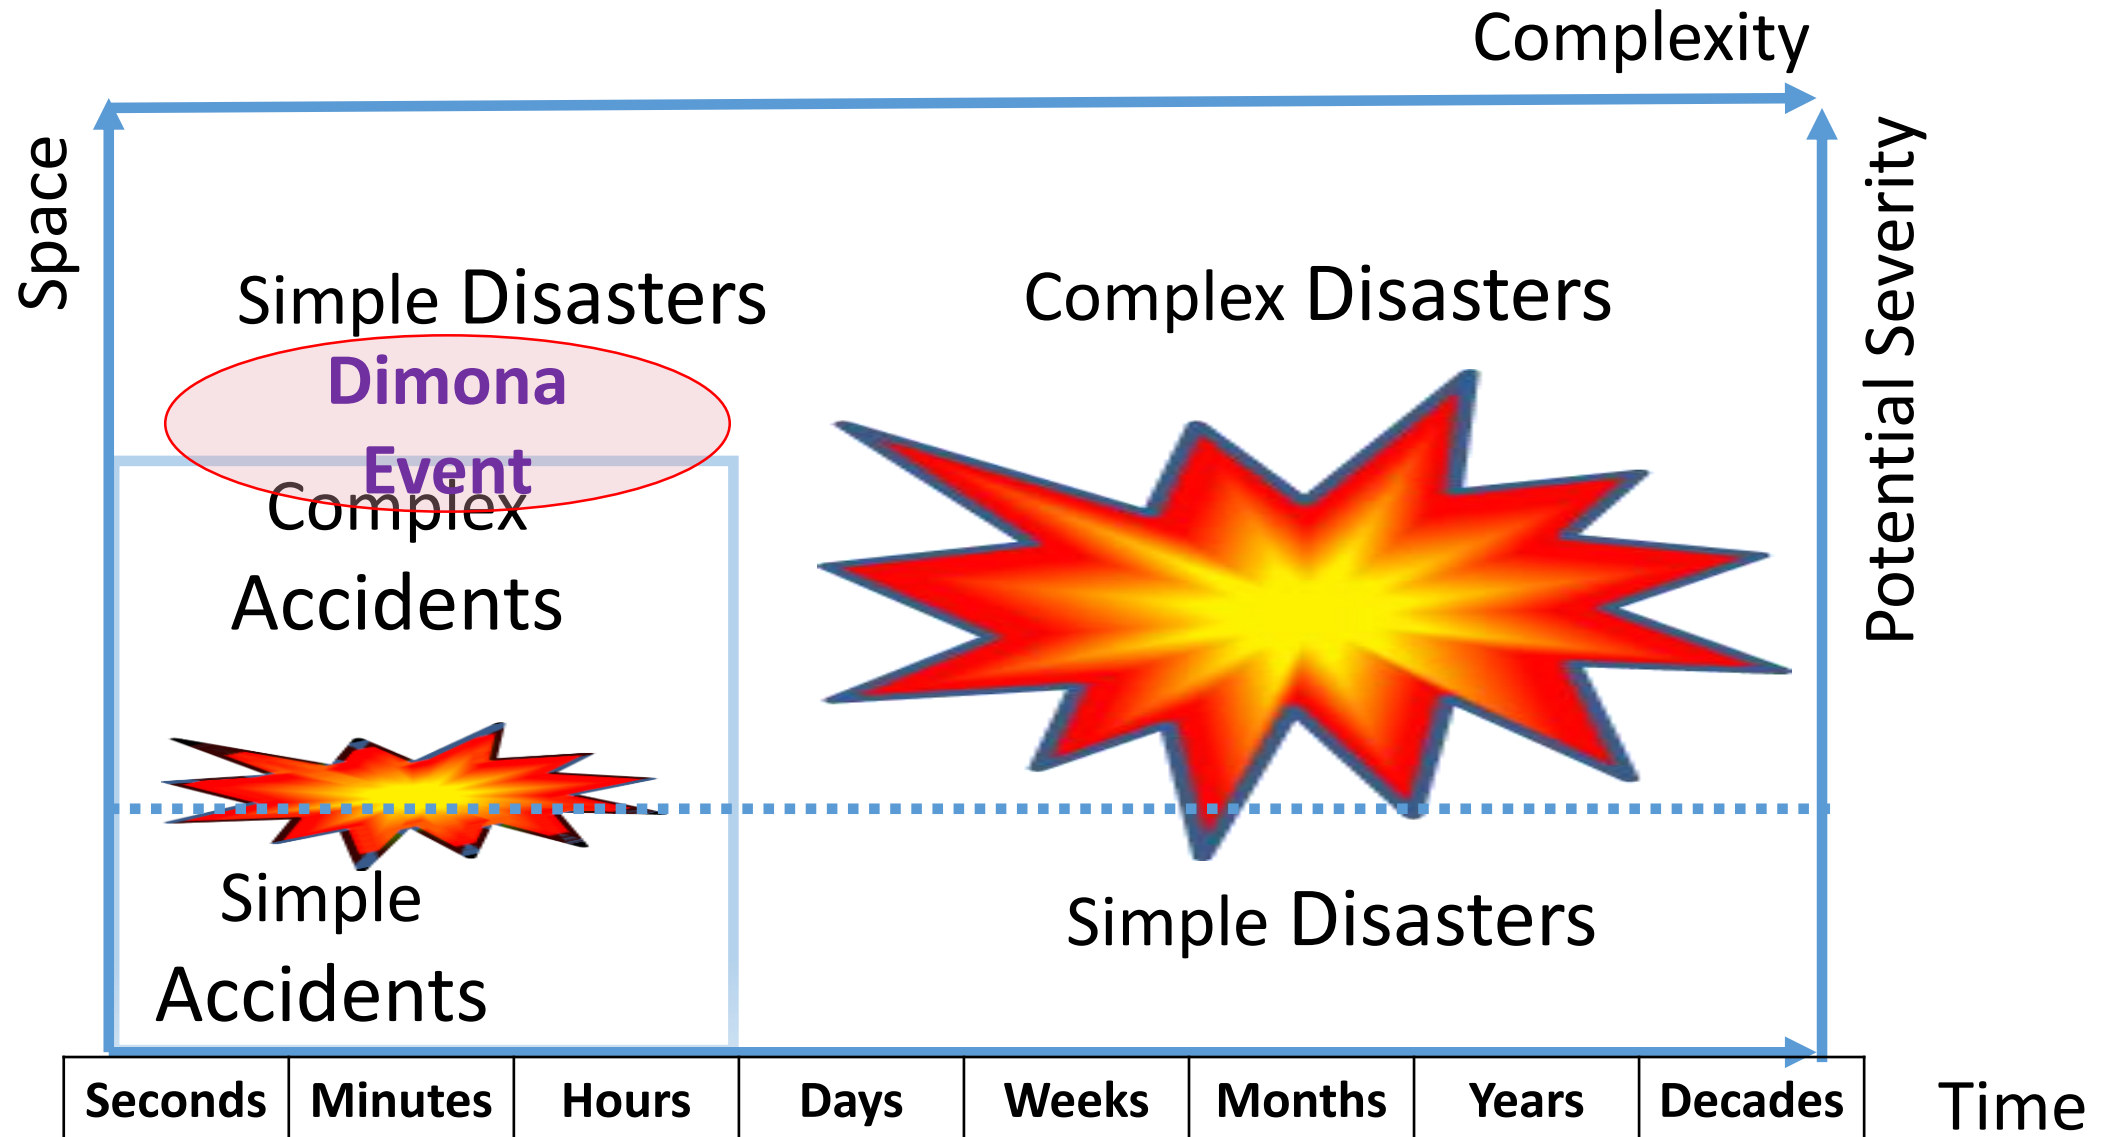 Complexity
Space
Potential Severity
Simple Disasters
Complex Disasters
Dimona
Event
Complex
Accidents
Simple
Accidents
Simple Disasters
Seconds Minutes Hours Days Weeks Months Years Decades
Time